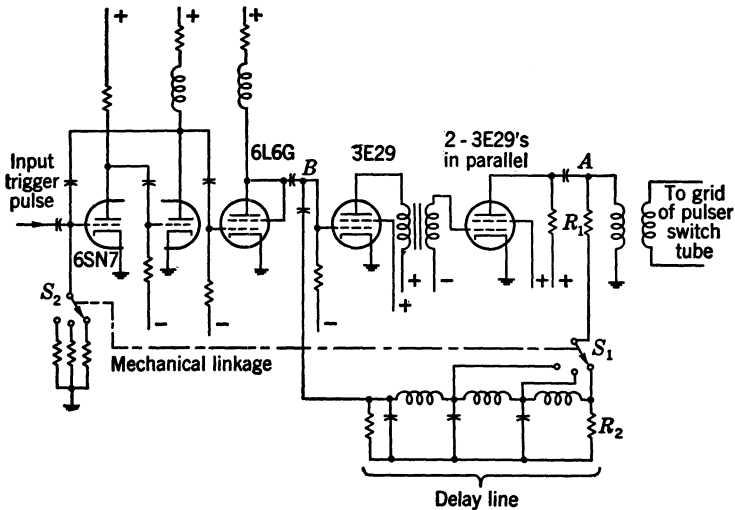 + + +
Input
trigger
pulse
6SN7
6L6G
B
3E29
2 - 3E29's
in parallel
A
R1
To grid
of pulser
switch
tube
- - - + - + +
S2
Mechanical linkage
S1
R2
Delay line